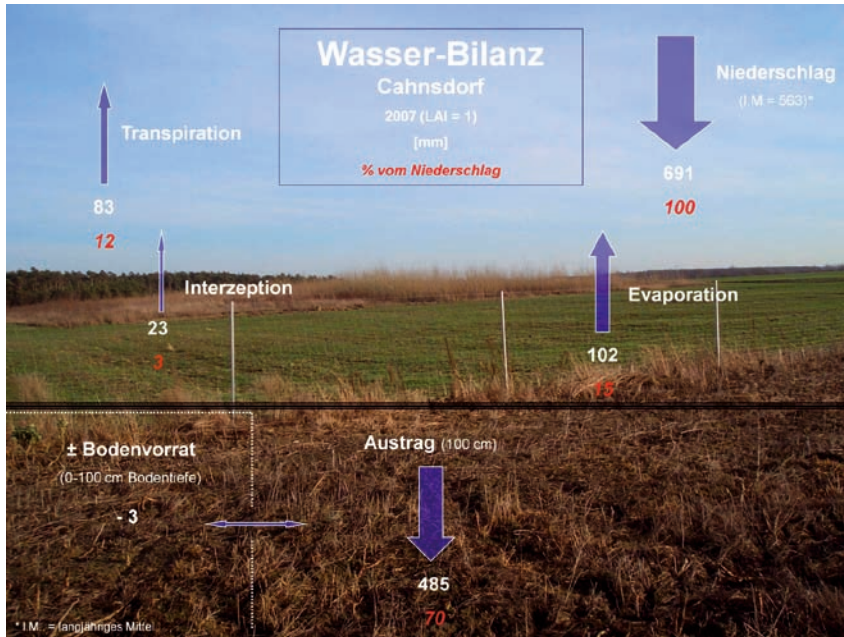 Wasser-Bilanz
Cahnsdorf
2007 (LAI = 1)
[mm]
% vom Niederschlag
Niederschlag
(l.M = 563)*
691
100
Transpiration
83
12
Interzeption
23
3
Evaporation
102
15
± Bodenvorrat
(0-100 cm Bodentiefe)
- 3
Austrag (100 cm)
485
70
* l.M. = langjähriges Mittel